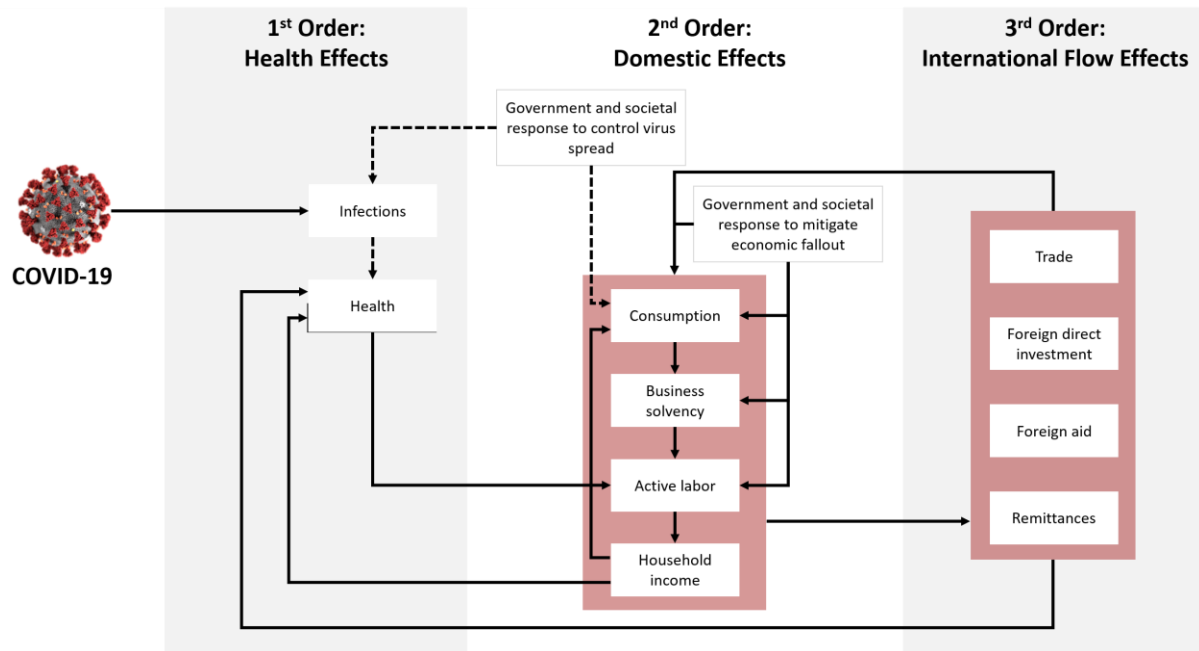 1st Order:
Health Effects
2nd Order:
Domestic Effects
3rd Order:
International Flow Effects
Government and societal
response to control virus
spread
COVID-19
Infections
Health
Government and societal
response to mitigate
economic fallout
Consumption
Business
solvency
Active labor
Household
income
Trade
Foreign direct
investment
Foreign aid
Remittances